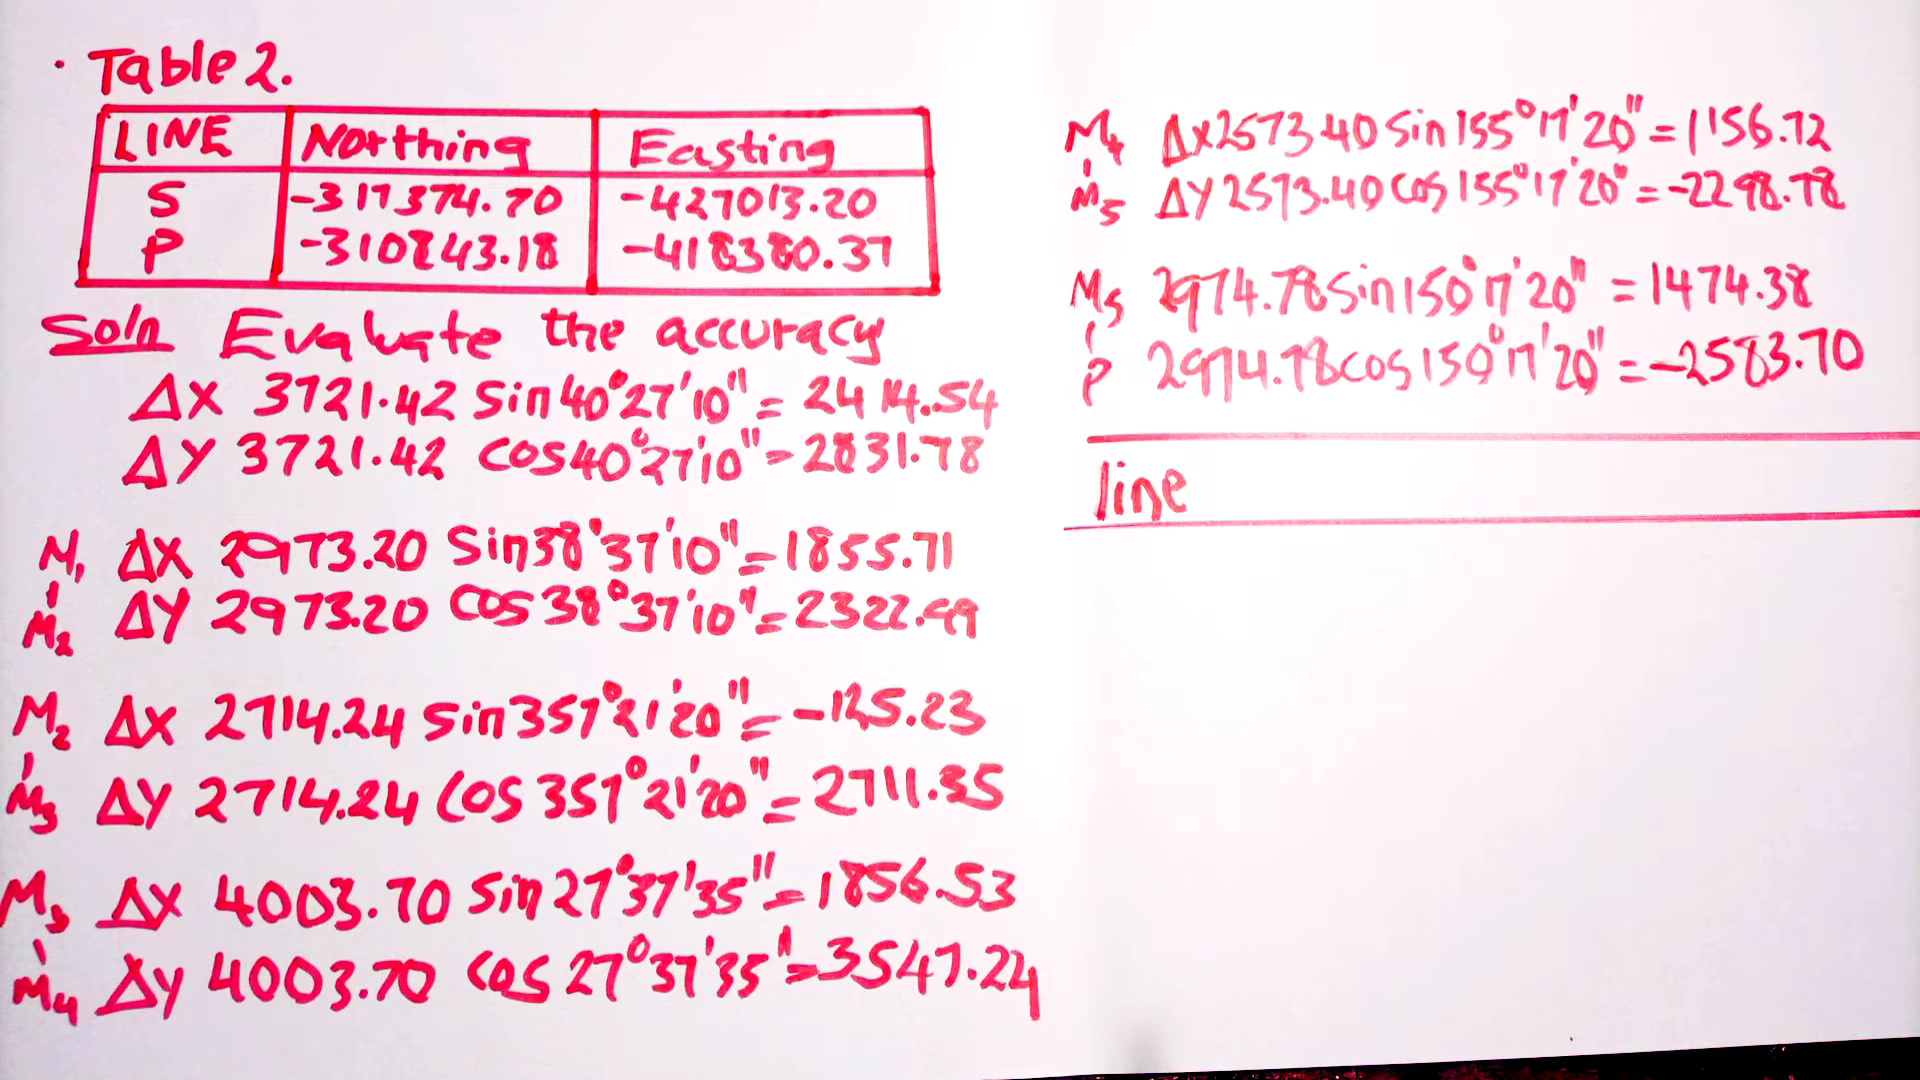 · Table 2.
LINE Northing Easting
S -317374.70 -427013.20
P -310843.18 -418380.37
Soln Evaluate the accuracy
ΔX 3721.42 Sin 40°27'10" = 2414.54
ΔY 3721.42 cos 40°27'10" = 2831.78
M1 ΔX 2973.20 Sin 38°37'10" = 1855.71
M2 ΔY 2973.20 cos 38°37'10" = 2322.99
M2 ΔX 2714.24 Sin 357°21'20" = -125.23
M3 ΔY 2714.24 Cos 357°21'20" = 2711.35
M3 ΔX 4003.70 Sin 27°37'35" = 1856.53
M4 ΔY 4003.70 cos 27°37'35" = 3547.24
M4 ΔX 2573.40 Sin 155°17'20" = 1156.72
M5 ΔY 2573.40 cos 155°17'20" = -2298.78
M5 2974.78 Sin 150°17'20" = 1474.38
P 2974.78 cos 150°17'20" = -2583.70
line